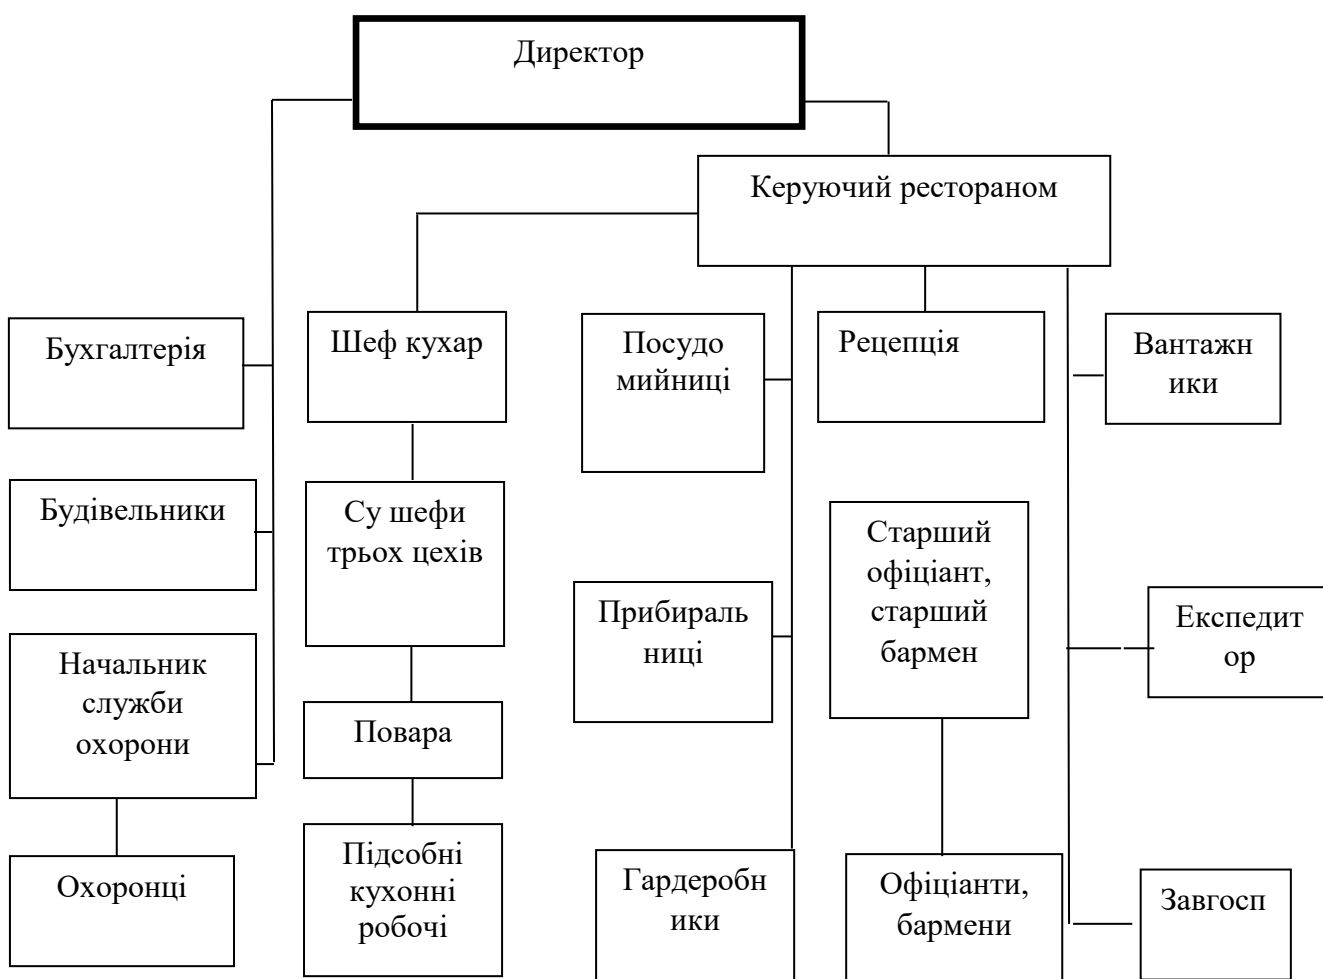 Директор
Керуючий рестораном
Бухгалтерія
Шеф кухар
Посудо
мийниці
Рецепція
Вантажн
ики
Будівельники
Су шефи
трьох цехів
Старший
офіціант,
старший
бармен
Прибираль
ниці
Експедит
ор
Начальник
служби
охорони
Повара
Охоронці
Підсобні
кухонні
робочі
Гардеробн
ики
Офіціанти,
бармени
Завгосп